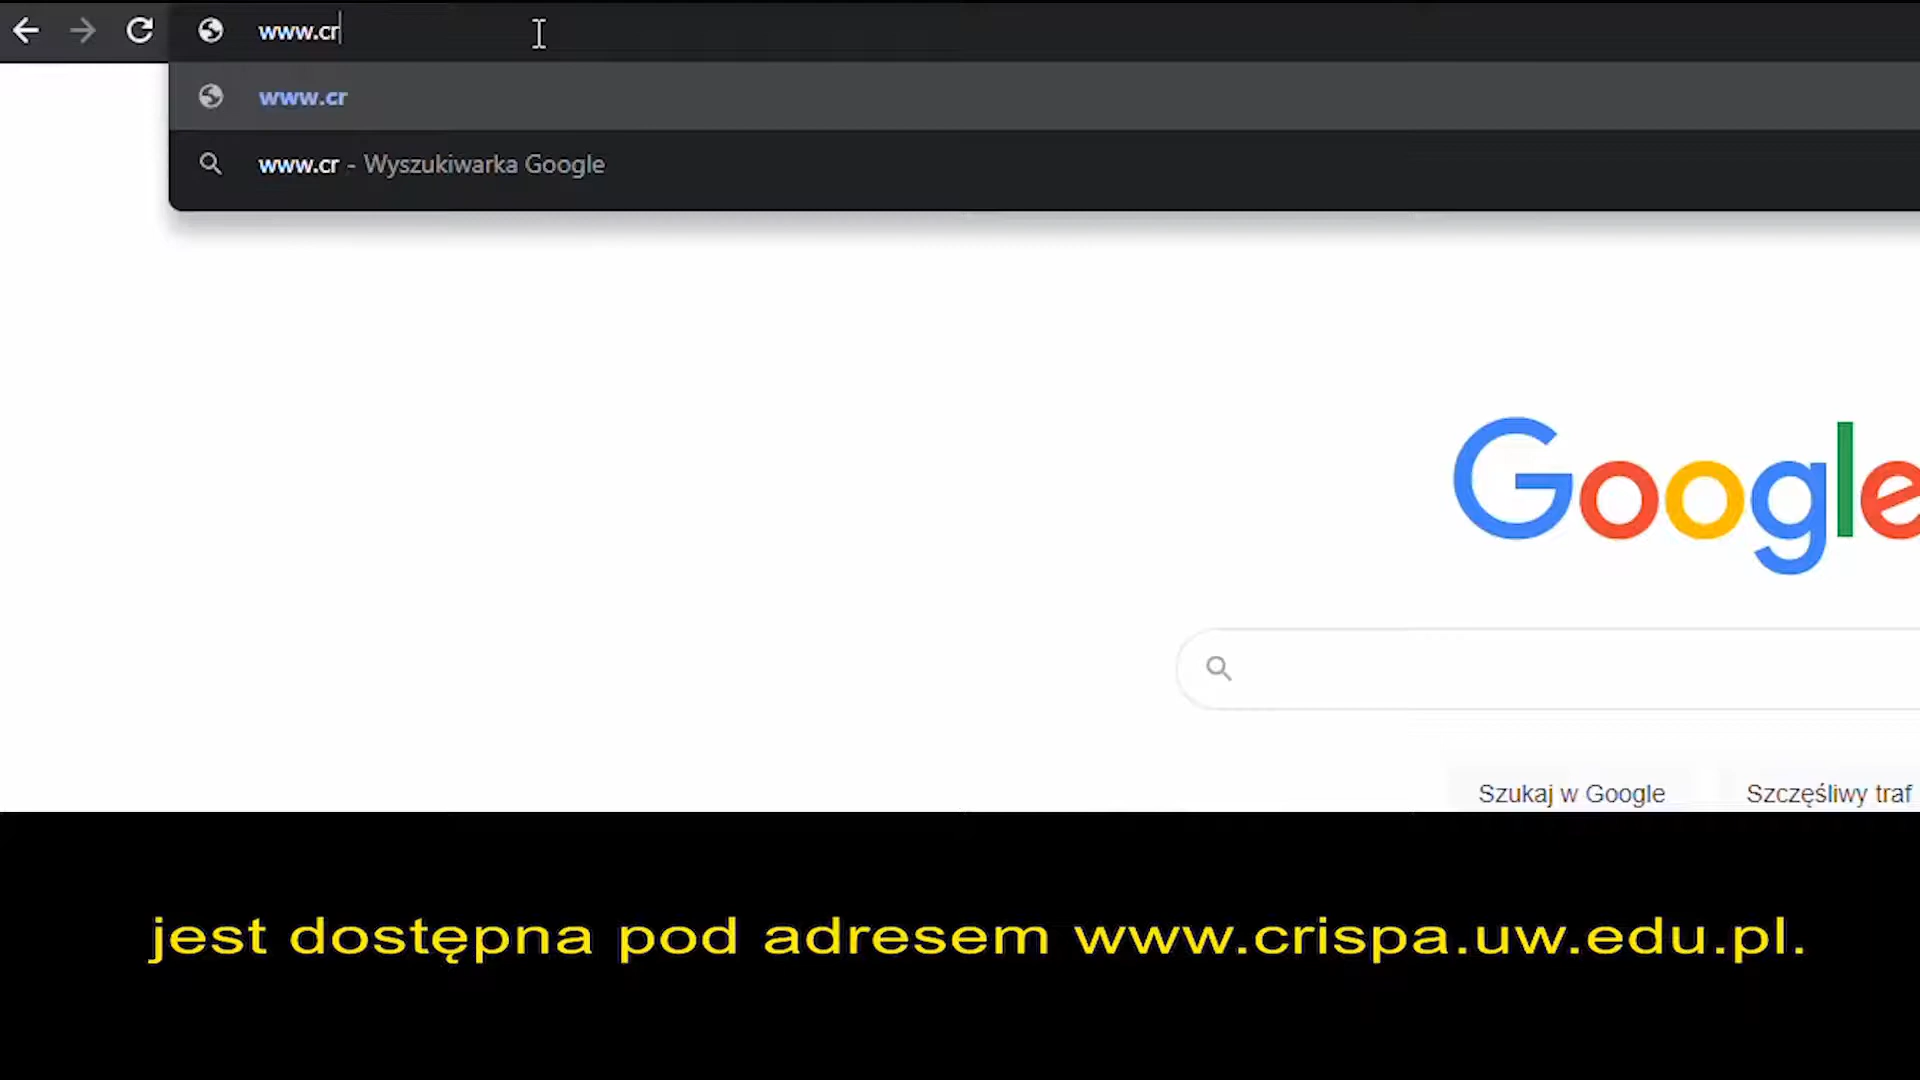 www.cr
www.cr
www.cr - Wyszukiwarka Google
Google
Szukaj w Google
Szczęśliwy traf
jest dostępna pod adresem www.crispa.uw.edu.pl.